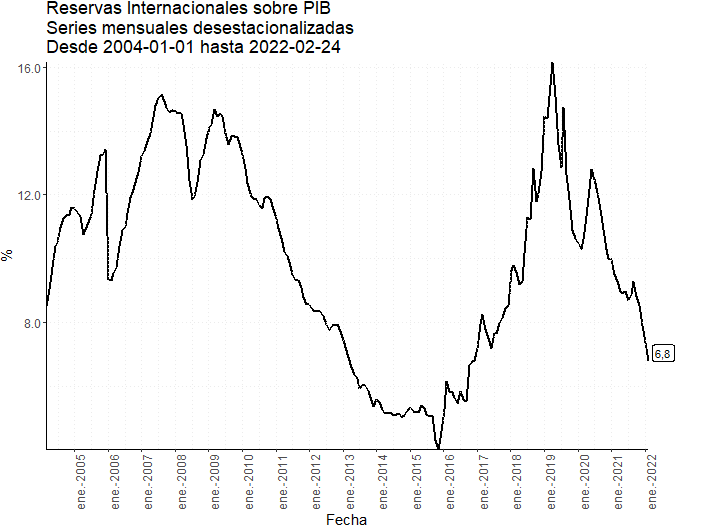 Reservas Internacionales sobre PIB
Series mensuales desestacionalizadas
Desde 2004-01-01 hasta 2022-02-24
16.0
12.0
8.0
%
6,8
ene.-2005
ene.-2006
ene.-2007
ene.-2008
ene.-2009
ene.-2010
ene.-2011
ene.-2012
ene.-2013
ene.-2014
ene.-2015
ene.-2016
ene.-2017
ene.-2018
ene.-2019
ene.-2020
ene.-2021
ene.-2022
Fecha